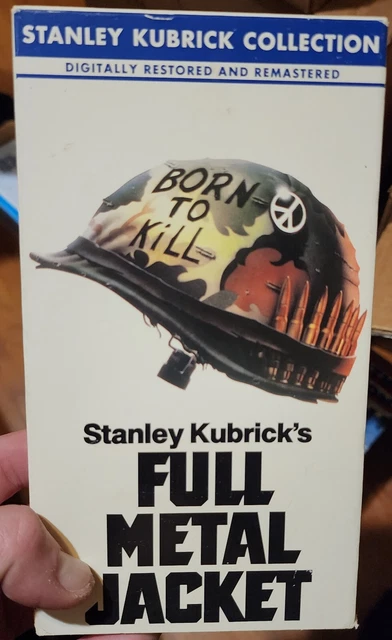 STANLEY KUBRICK COLLECTION
DIGITALLY RESTORED AND REMASTERED
BORN
TO
KiLL
Stanley Kubrick's
FULL
METAL
JACKET